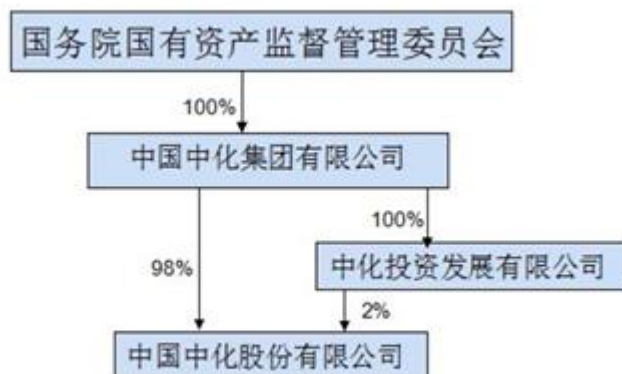 国务院国有资产监督管理委员会
100%
中国中化集团有限公司
100%
98%
中化投资发展有限公司
2%
中国中化股份有限公司